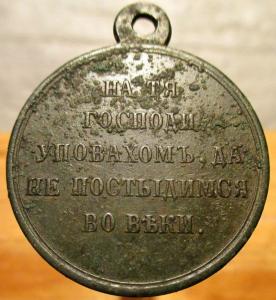 НА ТЯ
ГОСПОДИ
УПОВАХОМЪ, ДА
НЕ ПОСТЫДИМСЯ
ВО ВѢКИ.